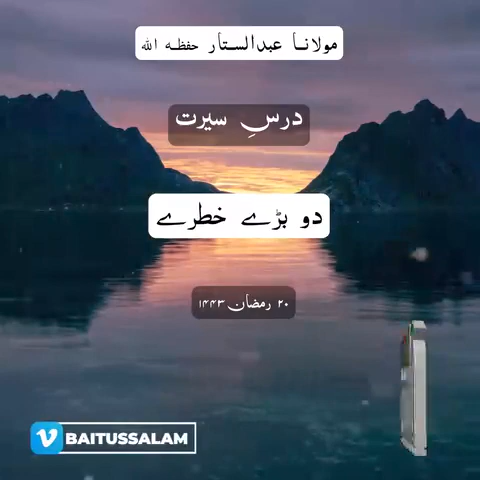 مولانا عبدالستار حفظہ اللہ
درسِ سیرت
دو بڑے خطرے
۲۰ رمضان ۱۴۴۳
BAITUSSALAM